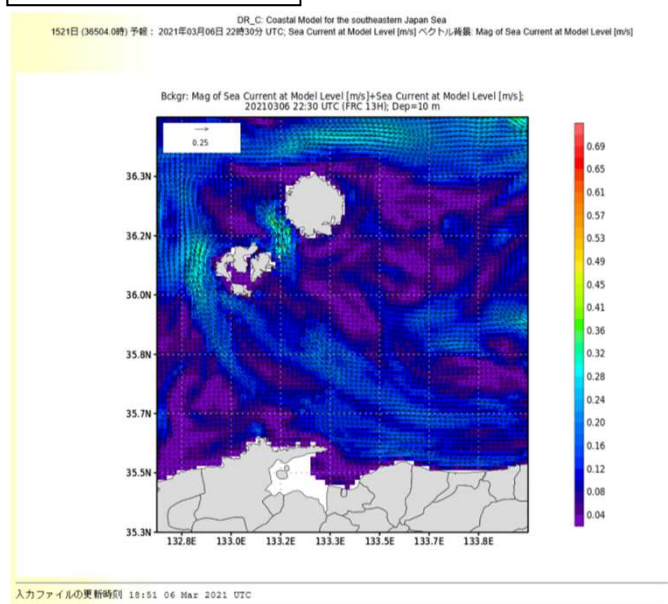 DR_C: Coastal Model for the southeastern Japan Sea
1521日 (36504.0時) 予報： 2021年03月06日 22時30分 UTC; Sea Current at Model Level [m/s] ベクトル背景: Mag of Sea Current at Model Level [m/s]
Bckgr: Mag of Sea Current at Model Level [m/s]+Sea Current at Model Level [m/s];
20210306 22:30 UTC (FRC 13H); Dep=10 m
0.25
36.3N
36.2N
36.0N
35.8N
35.7N
35.5N
35.3N
132.8E 133.0E 133.2E 133.3E 133.5E 133.7E 133.8E
0.69
0.65
0.61
0.57
0.53
0.49
0.45
0.41
0.36
0.32
0.28
0.24
0.20
0.16
0.12
0.08
0.04
入力ファイルの更新時刻 18:51 06 Mar 2021 UTC